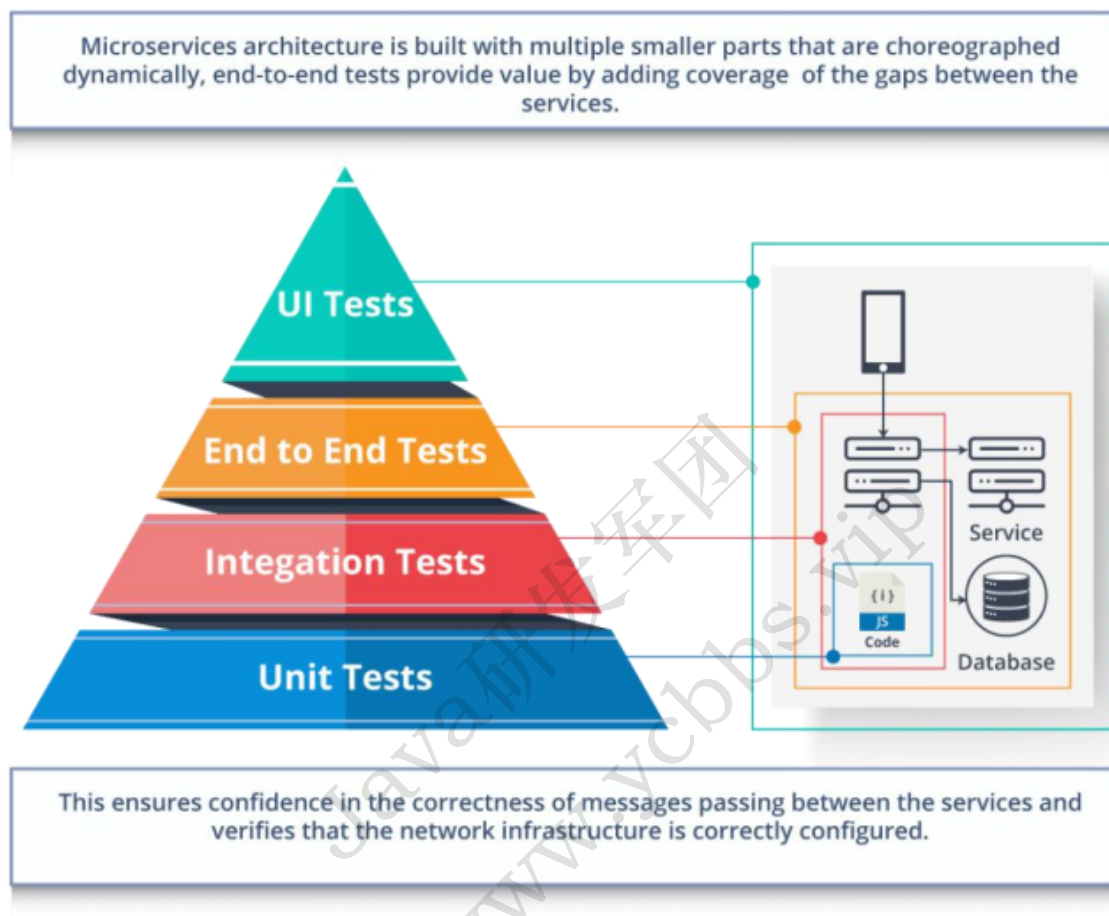 Microservices architecture is built with multiple smaller parts that are choreographed
dynamically, end-to-end tests provide value by adding coverage of the gaps between the
services.
UI Tests
End to End Tests
Integation Tests
Unit Tests
Service
{i}
JS
Code
Database
This ensures confidence in the correctness of messages passing between the services and
verifies that the network infrastructure is correctly configured.
Java研发军团
www.ycbbs.vip